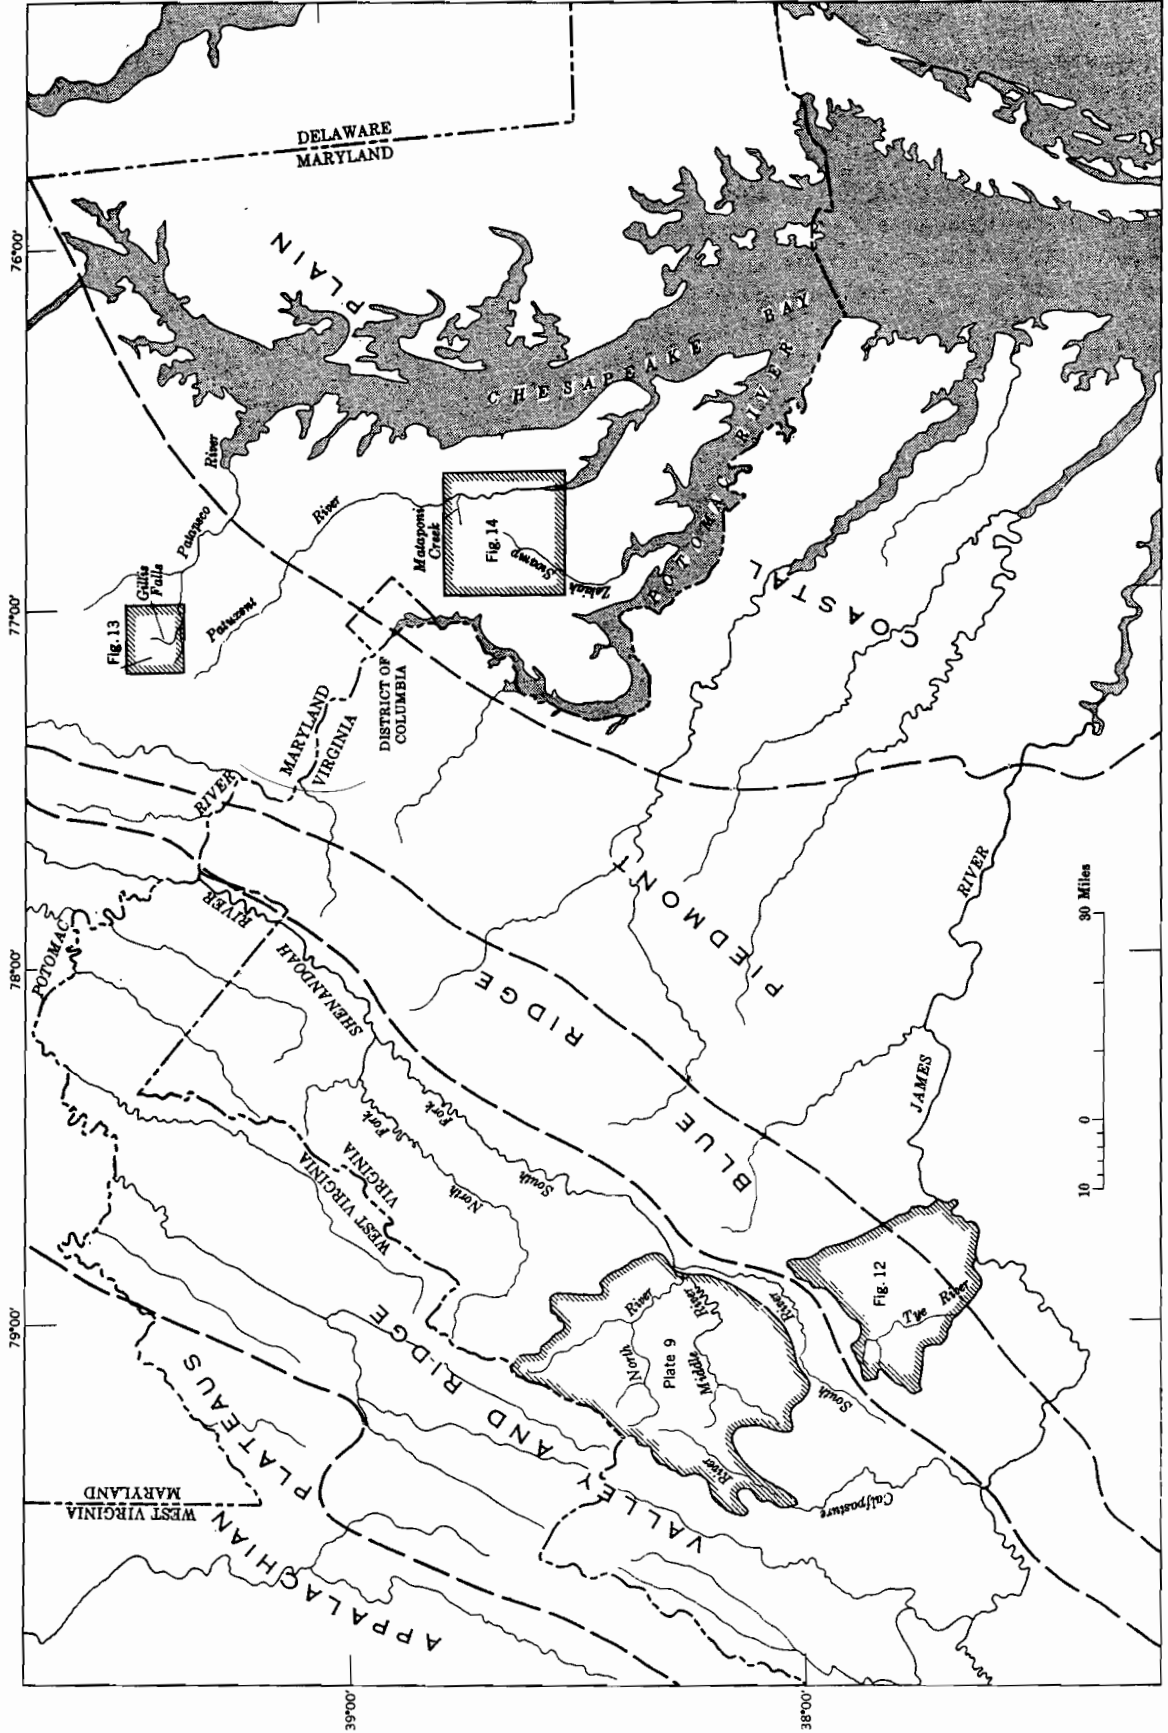 76°00'
77°00'
78°00'
79°00'
39°00'
38°00'
DELAWARE
MARYLAND
PLAIN
CHESAPEAKE BAY
POTOMAC RIVER
Patapsco River
Patuxent River
Gillis
Falls
Fig. 13
Mataponi
Creek
Fig. 14
Zekiah Swamp
DISTRICT OF
COLUMBIA
MARYLAND
VIRGINIA
COASTAL
PIEDMONT
BLUE RIDGE
POTOMAC
RIVER
SHENANDOAH RIVER
North Fork
South Fork
WEST VIRGINIA
VIRGINIA
VALLEY AND RIDGE
APPALACHIAN PLATEAUS
WEST VIRGINIA
MARYLAND
North River
Plate 9
Middle River
South River
Calfpasture River
Fig. 12
Tye River
JAMES RIVER
10 0 30 Miles